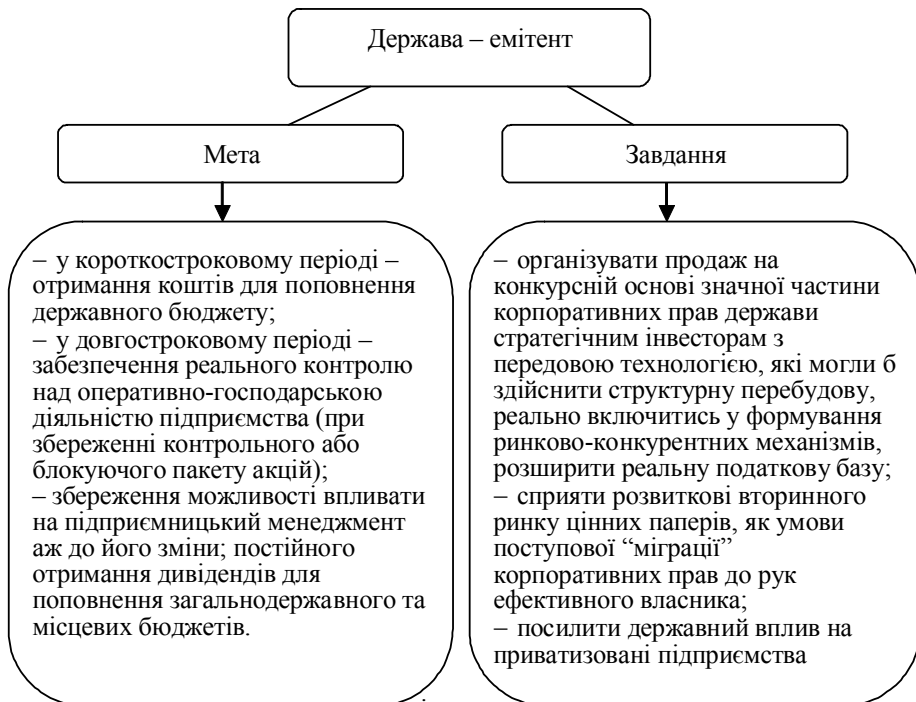 Держава – емітент
Мета
Завдання
– у короткостроковому періоді –
отримання коштів для поповнення
державного бюджету;
– у довгостроковому періоді –
забезпечення реального контролю
над оперативно-господарською
діяльністю підприємства (при
збереженні контрольного або
блокуючого пакету акцій);
– збереження можливості впливати
на підприємницький менеджмент
аж до його зміни; постійного
отримання дивідендів для
поповнення загальнодержавного та
місцевих бюджетів.
– організувати продаж на
конкурсній основі значної частини
корпоративних прав держави
стратегічним інвесторам з
передовою технологією, які могли б
здійснити структурну перебудову,
реально включитись у формування
ринково-конкурентних механізмів,
розширити реальну податкову базу;
– сприяти розвиткові вторинного
ринку цінних паперів, як умови
поступової “міграції”
корпоративних прав до рук
ефективного власника;
– посилити державний вплив на
приватизовані підприємства